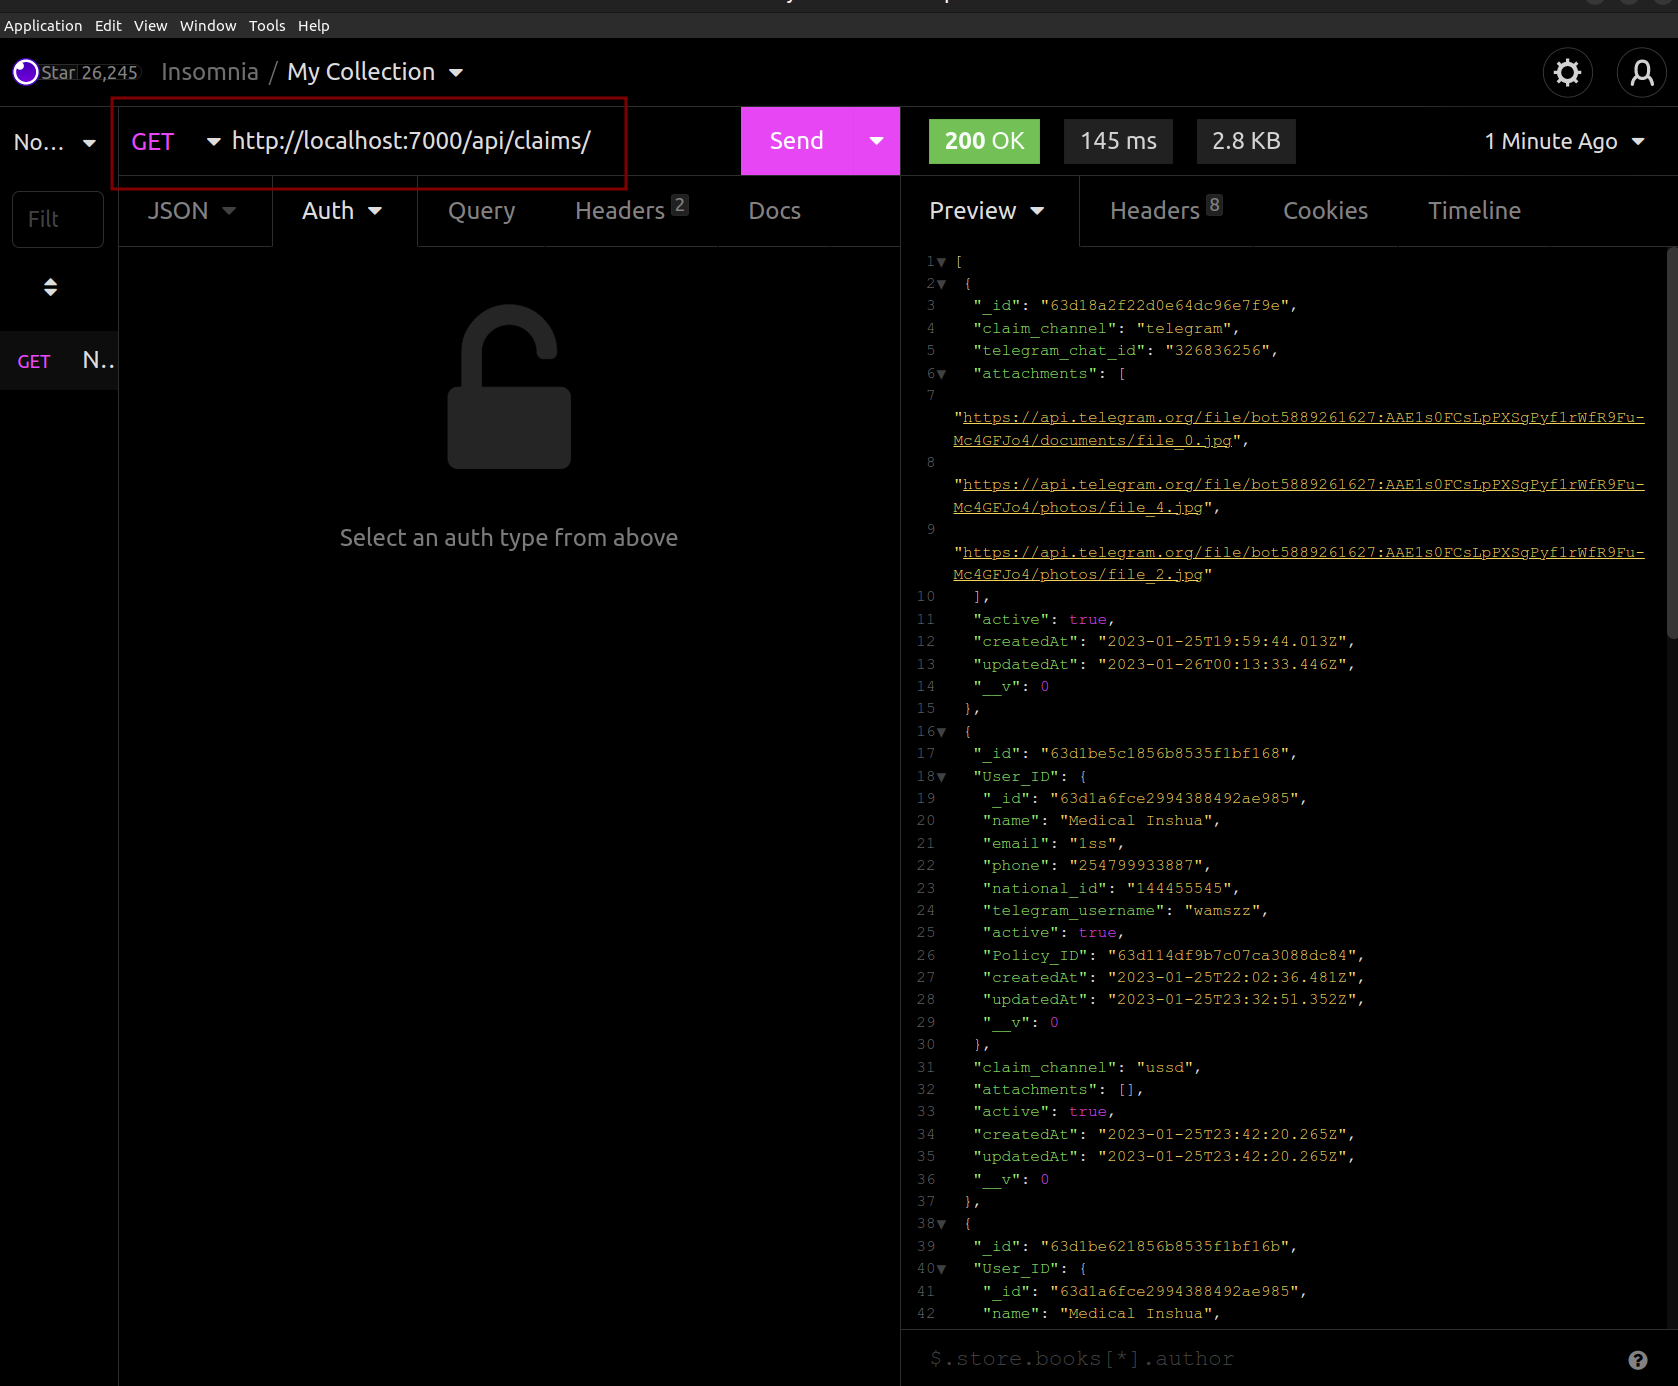 Application Edit View Window Tools Help
Star 26,245 Insomnia / My Collection
No... GET http://localhost:7000/api/claims/ Send 200 OK 145 ms 2.8 KB 1 Minute Ago
Filt JSON Auth Query Headers 2 Docs Preview Headers 8 Cookies Timeline
GET N..
Select an auth type from above
1 [
2 {
3 "_id": "63d18a2f22d0e64dc96e7f9e",
4 "claim_channel": "telegram",
5 "telegram_chat_id": "326836256",
6 "attachments": [
7
"https://api.telegram.org/file/bot5889261627:AAE1s0FCsLpPXSgPyf1rWfR9Fu-
Mc4GFJo4/documents/file_0.jpg",
8
"https://api.telegram.org/file/bot5889261627:AAE1s0FCsLpPXSgPyf1rWfR9Fu-
Mc4GFJo4/photos/file_4.jpg",
9
"https://api.telegram.org/file/bot5889261627:AAE1s0FCsLpPXSgPyf1rWfR9Fu-
Mc4GFJo4/photos/file_2.jpg"
10 ],
11 "active": true,
12 "createdAt": "2023-01-25T19:59:44.013Z",
13 "updatedAt": "2023-01-26T00:13:33.446Z",
14 "__v": 0
15 },
16 {
17 "_id": "63d1be5c1856b8535f1bf168",
18 "User_ID": {
19 "_id": "63d1a6fce2994388492ae985",
20 "name": "Medical Inshua",
21 "email": "1ss",
22 "phone": "254799933887",
23 "national_id": "144455545",
24 "telegram_username": "wamszz",
25 "active": true,
26 "Policy_ID": "63d114df9b7c07ca3088dc84",
27 "createdAt": "2023-01-25T22:02:36.481Z",
28 "updatedAt": "2023-01-25T23:32:51.352Z",
29 "__v": 0
30 },
31 "claim_channel": "ussd",
32 "attachments": [],
33 "active": true,
34 "createdAt": "2023-01-25T23:42:20.265Z",
35 "updatedAt": "2023-01-25T23:42:20.265Z",
36 "__v": 0
37 },
38 {
39 "_id": "63d1be621856b8535f1bf16b",
40 "User_ID": {
41 "_id": "63d1a6fce2994388492ae985",
42 "name": "Medical Inshua",
$.store.books[*].author